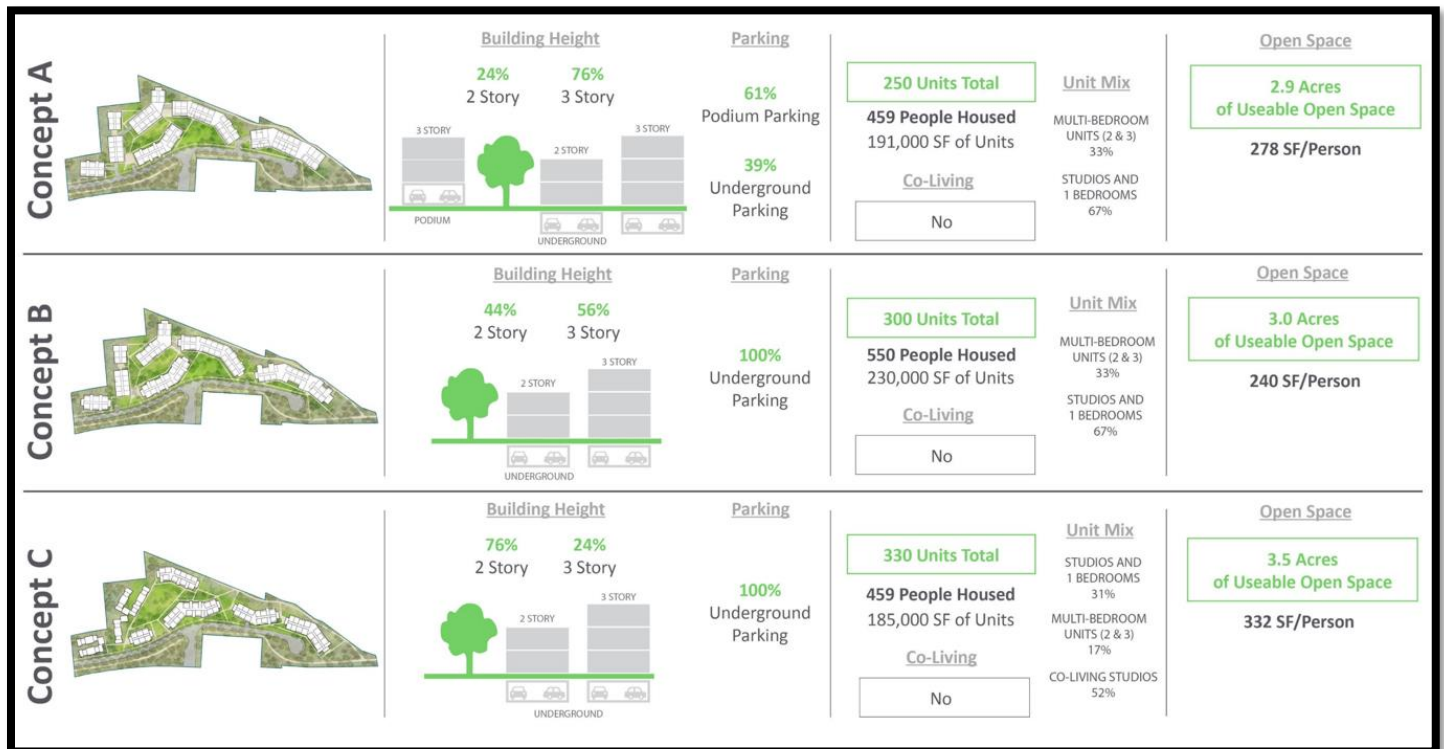 Concept A
Building Height
24% 76%
2 Story 3 Story
3 STORY
2 STORY
3 STORY
PODIUM
UNDERGROUND
Parking
61%
Podium Parking
39%
Underground
Parking
250 Units Total
459 People Housed
191,000 SF of Units
Co-Living
No
Unit Mix
MULTI-BEDROOM
UNITS (2 & 3)
33%
STUDIOS AND
1 BEDROOMS
67%
Open Space
2.9 Acres
of Useable Open Space
278 SF/Person
Concept B
Building Height
44% 56%
2 Story 3 Story
3 STORY
2 STORY
UNDERGROUND
Parking
100%
Underground
Parking
300 Units Total
550 People Housed
230,000 SF of Units
Co-Living
No
Unit Mix
MULTI-BEDROOM
UNITS (2 & 3)
33%
STUDIOS AND
1 BEDROOMS
67%
Open Space
3.0 Acres
of Useable Open Space
240 SF/Person
Concept C
Building Height
76% 24%
2 Story 3 Story
3 STORY
2 STORY
UNDERGROUND
Parking
100%
Underground
Parking
330 Units Total
459 People Housed
185,000 SF of Units
Co-Living
No
Unit Mix
STUDIOS AND
1 BEDROOMS
31%
MULTI-BEDROOM
UNITS (2 & 3)
17%
CO-LIVING STUDIOS
52%
Open Space
3.5 Acres
of Useable Open Space
332 SF/Person